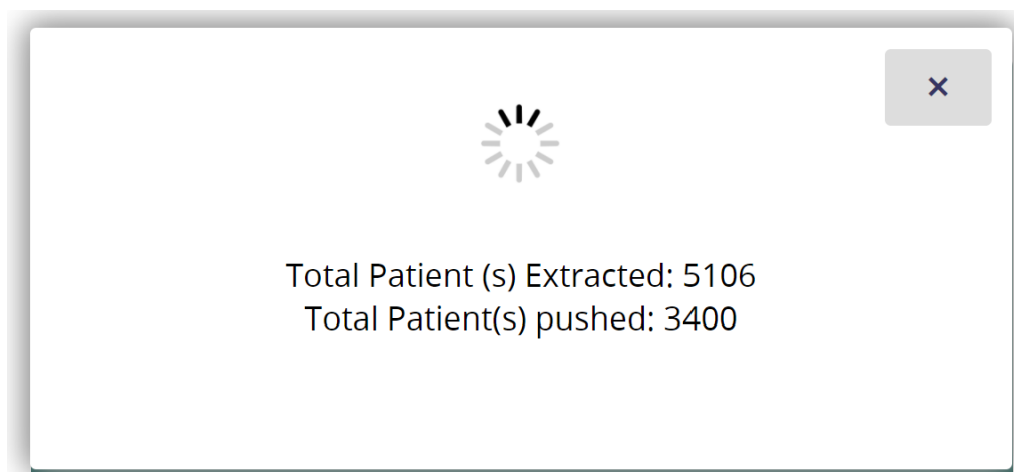 Total Patient (s) Extracted: 5106
Total Patient(s) pushed: 3400